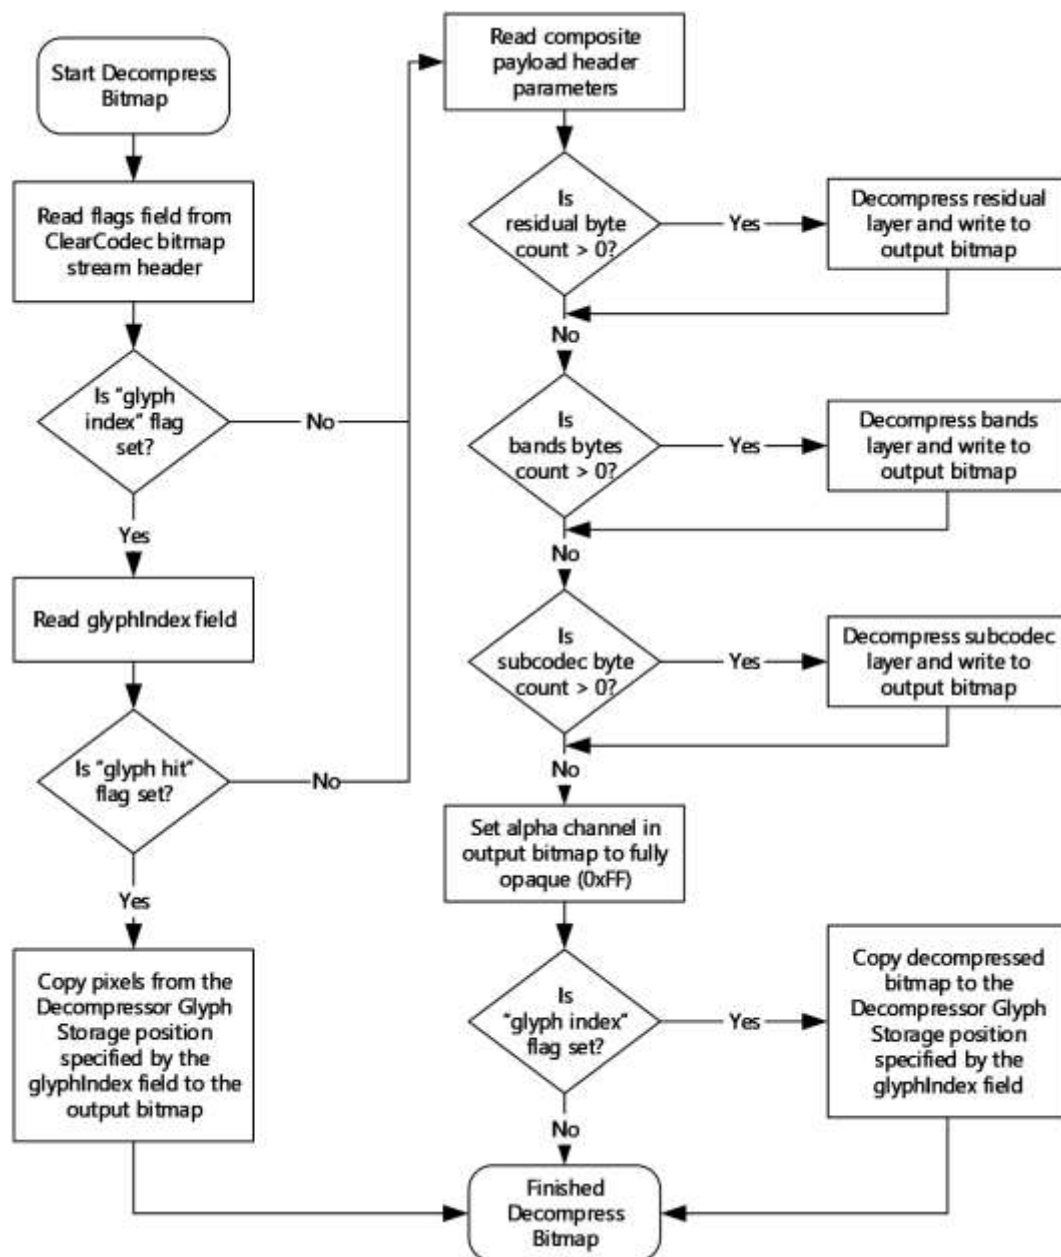 Start Decompress
Bitmap
Read flags field from
ClearCodec bitmap
stream header
Is "glyph
index" flag
set?
No
Yes
Read glyphIndex field
Is "glyph hit"
flag set?
No
Yes
Copy pixels from the
Decompressor Glyph
Storage position
specified by the
glyphIndex field to the
output bitmap
Read composite
payload header
parameters
Is
residual byte
count > 0?
Yes
Decompress residual
layer and write to
output bitmap
No
Is
bands bytes
count > 0?
Yes
Decompress bands
layer and write to
output bitmap
No
Is
subcodec byte
count > 0?
Yes
Decompress subcodec
layer and write to
output bitmap
No
Set alpha channel in
output bitmap to fully
opaque (0xFF)
Is
"glyph index"
flag set?
Yes
Copy decompressed
bitmap to the
Decompressor Glyph
Storage position
specified by the
glyphIndex field
No
Finished
Decompress
Bitmap